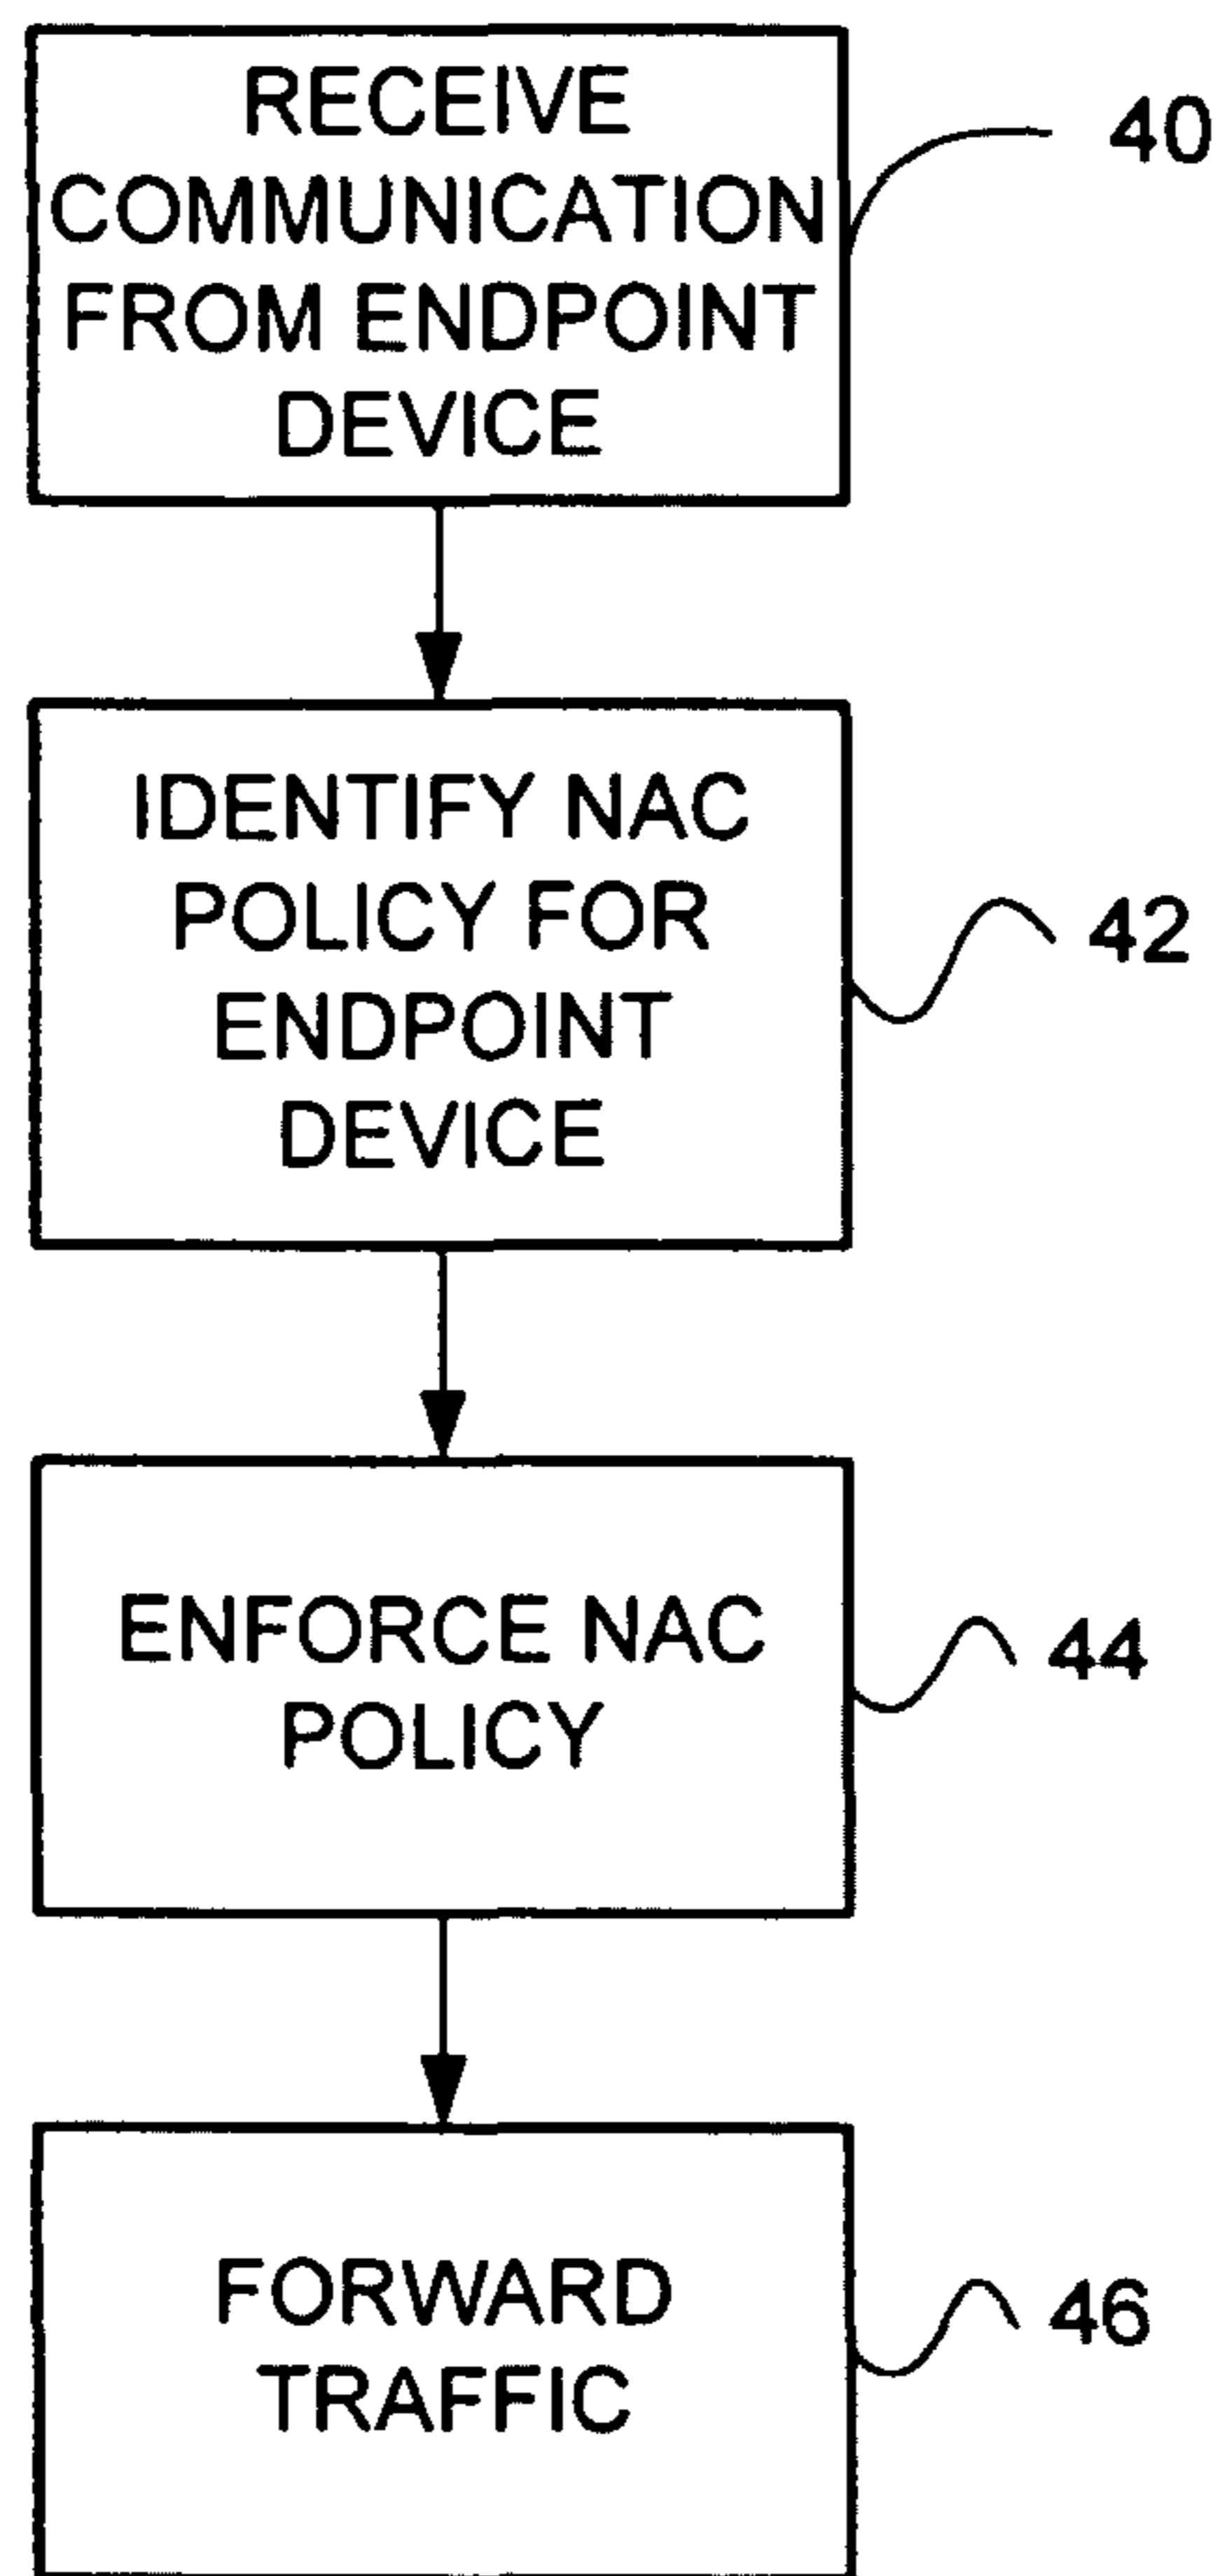 RECEIVE
COMMUNICATION
FROM ENDPOINT
DEVICE
40
IDENTIFY NAC
POLICY FOR
ENDPOINT
DEVICE
42
ENFORCE NAC
POLICY
44
FORWARD
TRAFFIC
46